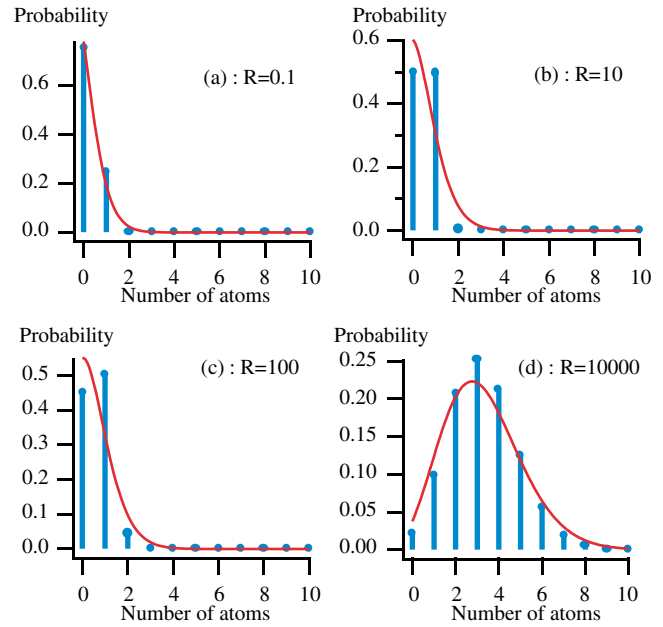 Probability
(a) : R=0.1
0.6
0.4
0.2
0.0
0 2 4 6 8 10
Number of atoms
Probability
(b) : R=10
0.6
0.4
0.2
0.0
0 2 4 6 8 10
Number of atoms
Probability
(c) : R=100
0.5
0.4
0.3
0.2
0.1
0.0
0 2 4 6 8 10
Number of atoms
Probability
(d) : R=10000
0.25
0.20
0.15
0.10
0.05
0.00
0 2 4 6 8 10
Number of atoms